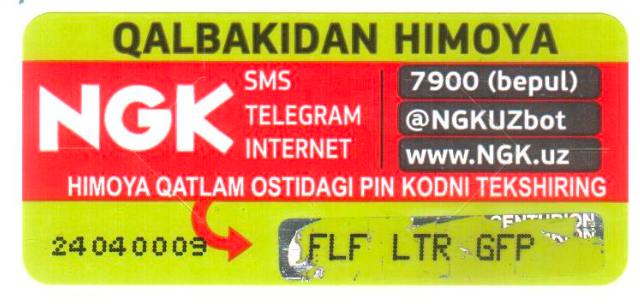 QALBAKIDAN HIMOYA
NGK
SMS 7900 (bepul)
TELEGRAM @NGKUZbot
INTERNET www.NGK.uz
HIMOYA QATLAM OSTIDAGI PIN KODNI TEKSHIRING
CENTURION
24040009 FLF LTR GFP